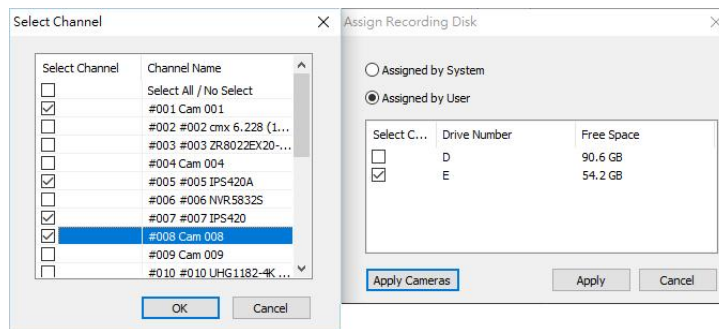 Select Channel
Select Channel Channel Name
Select All / No Select
#001 Cam 001
#002 #002 cmx 6.228 (1...
#003 #003 ZR8022EX20-...
#004 Cam 004
#005 #005 IPS420A
#006 #006 NVR5832S
#007 #007 IPS420
#008 Cam 008
#009 Cam 009
#010 #010 UHG1182-4K ...
OK Cancel
Assign Recording Disk
Assigned by System
Assigned by User
Select C... Drive Number Free Space
D 90.6 GB
E 54.2 GB
Apply Cameras Apply Cancel